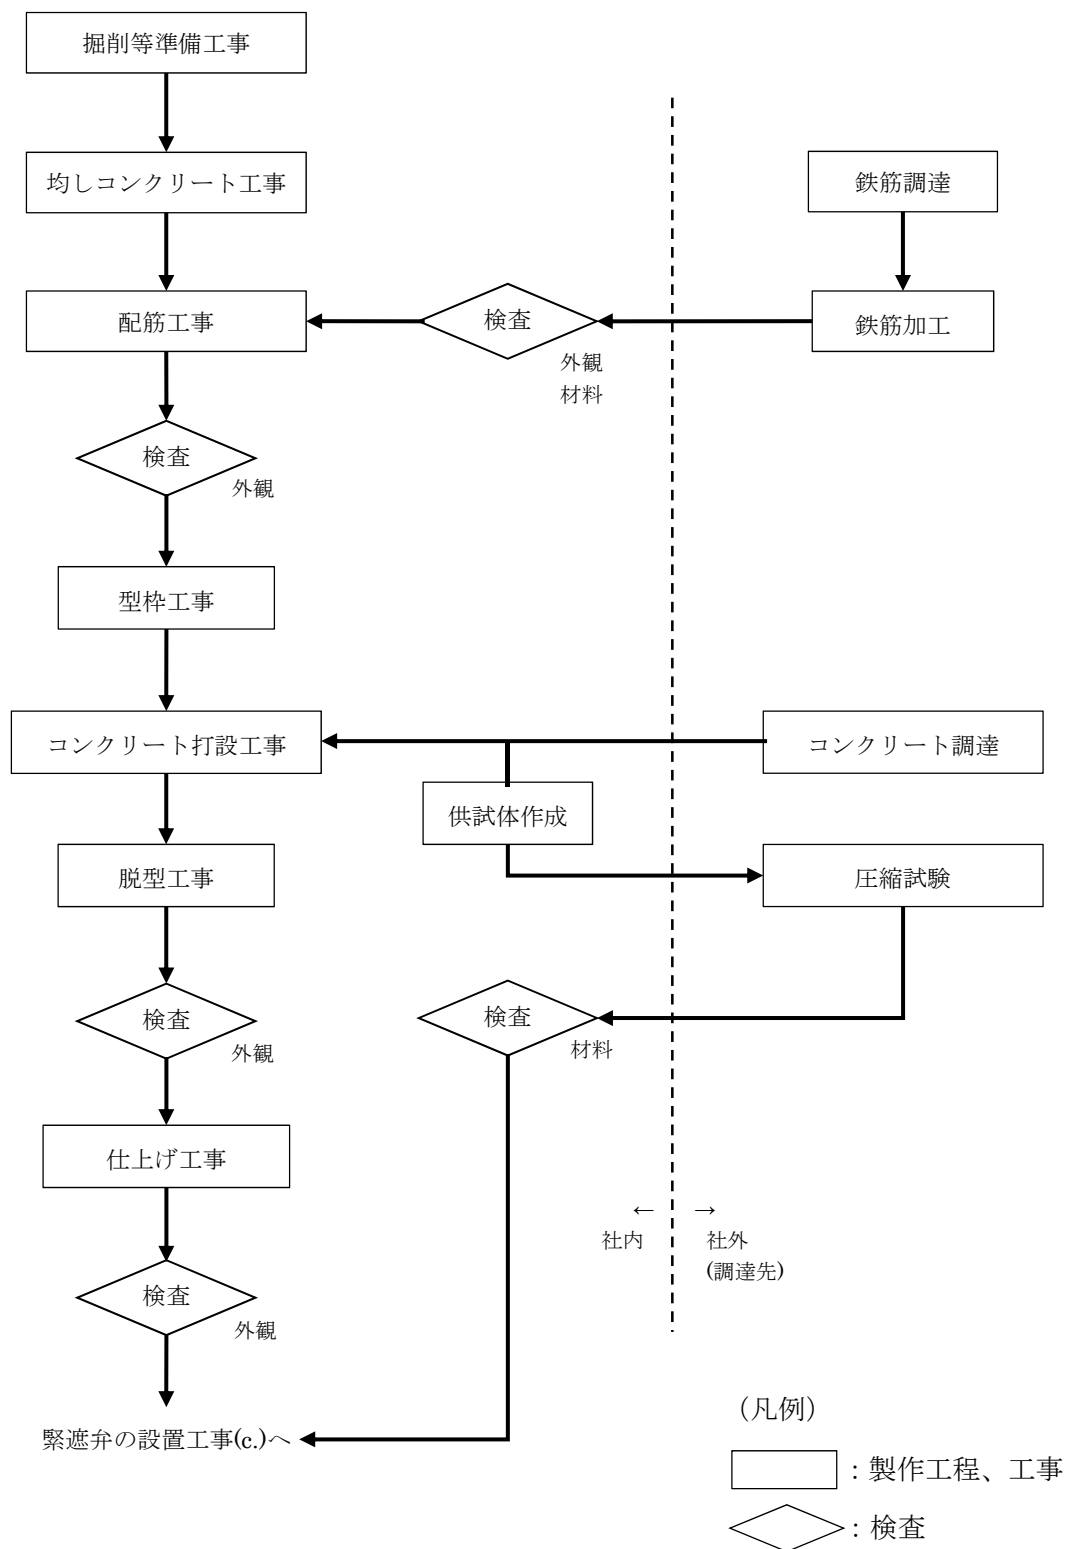 掘削等準備工事
均しコンクリート工事
鉄筋調達
配筋工事
検査
鉄筋加工
外観
材料
検査
外観
型枠工事
コンクリート打設工事
コンクリート調達
供試体作成
脱型工事
圧縮試験
検査
外観
検査
材料
仕上げ工事
← →
社内 社外
(調達先)
検査
外観
緊遮弁の設置工事(c.)へ
(凡例)
：製作工程、工事
：検査